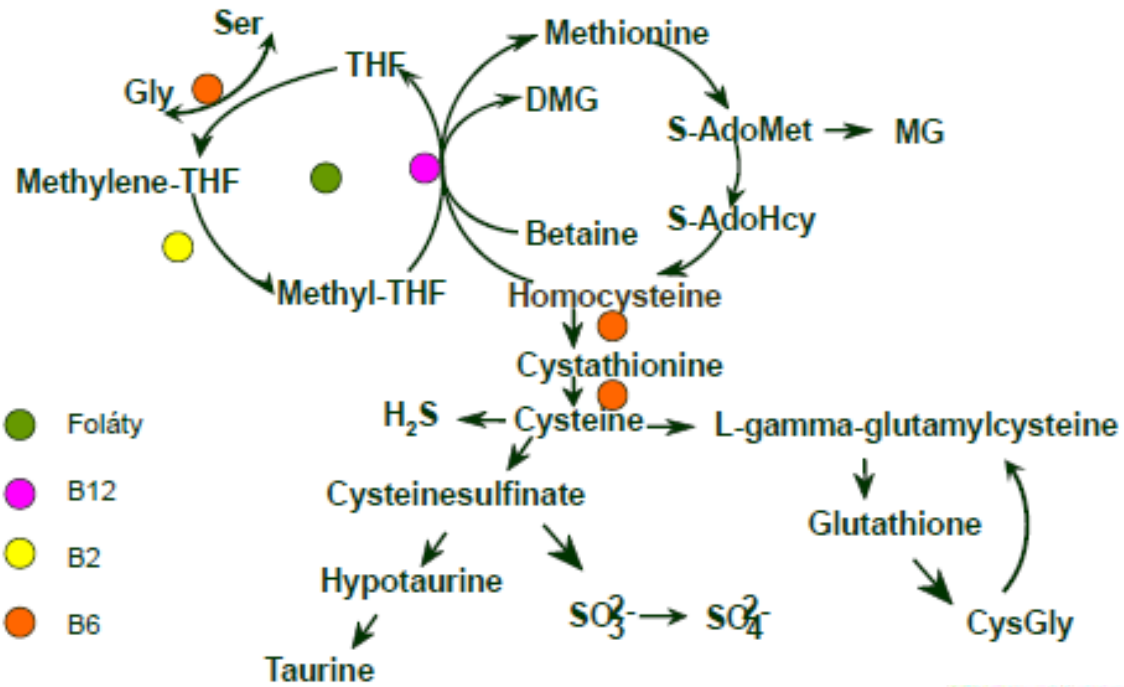 Ser
Methionine
THF
Gly
DMG
S-AdoMet
MG
Methylene-THF
S-AdoHcy
Betaine
Methyl-THF
Homocysteine
Cystathionine
Foláty
H2S
Cysteine
L-gamma-glutamylcysteine
B12
Cysteinesulfinate
Glutathione
B2
Hypotaurine
B6
SO3 2-
SO4 2-
CysGly
Taurine